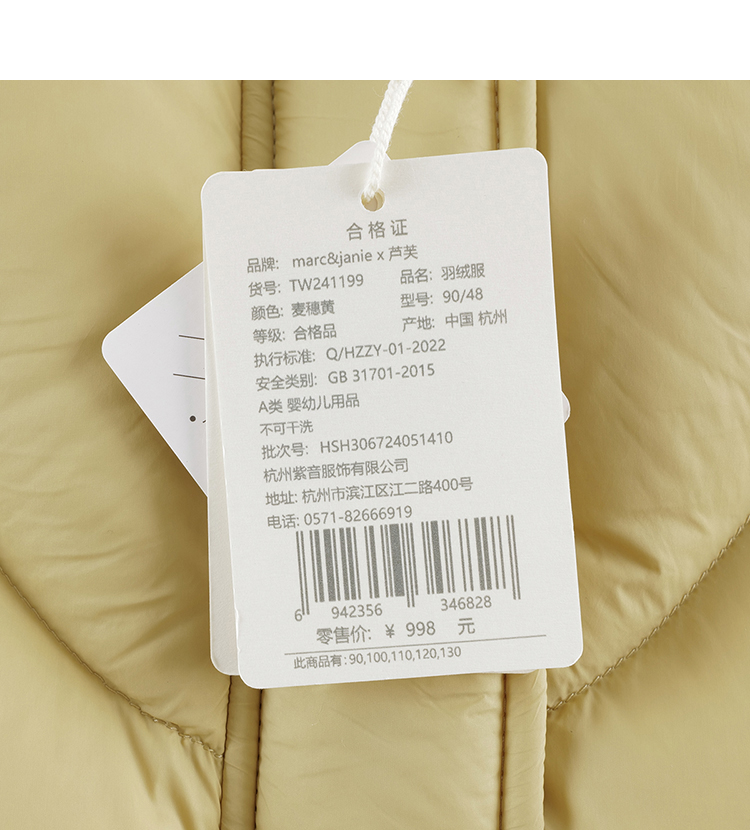 合格证
品牌: marc&janie x 芦芙
货号: TW241199 品名: 羽绒服
颜色: 麦穗黄 型号: 90/48
等级: 合格品 产地: 中国 杭州
执行标准: Q/HZZY-01-2022
安全类别: GB 31701-2015
A类 婴幼儿用品
不可干洗
批次号: HSH306724051410
杭州紫音服饰有限公司
地址: 杭州市滨江区江二路400号
电话: 0571-82666919
6 942356 346828
零售价: ¥ 998 元
此商品有: 90,100,110,120,130